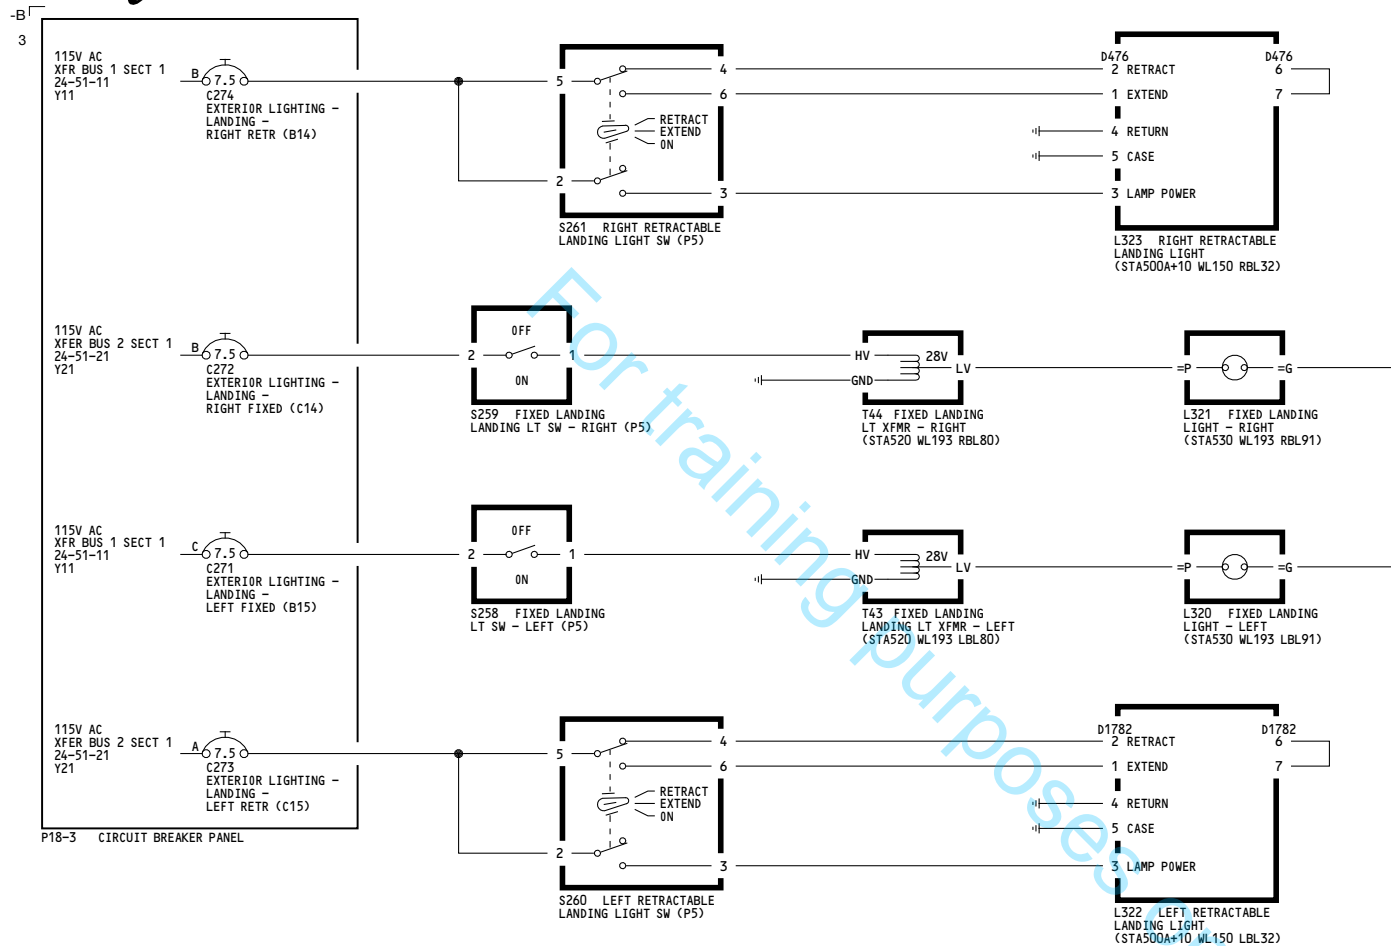 -B
3
115V AC
XFR BUS 1 SECT 1
24-51-11
Y11
B
7.5
C274
EXTERIOR LIGHTING -
LANDING -
RIGHT RETR (B14)
5
2
4
6
3
RETRACT
EXTEND
ON
S261 RIGHT RETRACTABLE
LANDING LIGHT SW (P5)
D476
D476
2 RETRACT
6
1 EXTEND
7
4 RETURN
5 CASE
3 LAMP POWER
L323 RIGHT RETRACTABLE
LANDING LIGHT
(STA500A+10 WL150 RBL32)
115V AC
XFER BUS 2 SECT 1
24-51-21
Y21
B
7.5
C272
EXTERIOR LIGHTING -
LANDING -
RIGHT FIXED (C14)
OFF
2
1
ON
S259 FIXED LANDING
LANDING LT SW - RIGHT (P5)
HV
28V
LV
GND
T44 FIXED LANDING
LT XFMR - RIGHT
(STA520 WL193 RBL80)
=P
=G
L321 FIXED LANDING
LIGHT - RIGHT
(STA530 WL193 RBL91)
115V AC
XFR BUS 1 SECT 1
24-51-11
Y11
C
7.5
C271
EXTERIOR LIGHTING -
LANDING -
LEFT FIXED (B15)
OFF
2
1
ON
S258 FIXED LANDING
LT SW - LEFT (P5)
HV
28V
LV
GND
T43 FIXED LANDING
LANDING LT XFMR - LEFT
(STA520 WL193 LBL80)
=P
=G
L320 FIXED LANDING
LIGHT - LEFT
(STA530 WL193 LBL91)
115V AC
XFER BUS 2 SECT 1
24-51-21
Y21
A
7.5
C273
EXTERIOR LIGHTING -
LANDING -
LEFT RETR (C15)
P18-3 CIRCUIT BREAKER PANEL
5
2
4
6
3
RETRACT
EXTEND
ON
S260 LEFT RETRACTABLE
LANDING LIGHT SW (P5)
D1782
D1782
2 RETRACT
6
1 EXTEND
7
4 RETURN
5 CASE
3 LAMP POWER
L322 LEFT RETRACTABLE
LANDING LIGHT
(STA500A+10 WL150 LBL32)
For training purposes